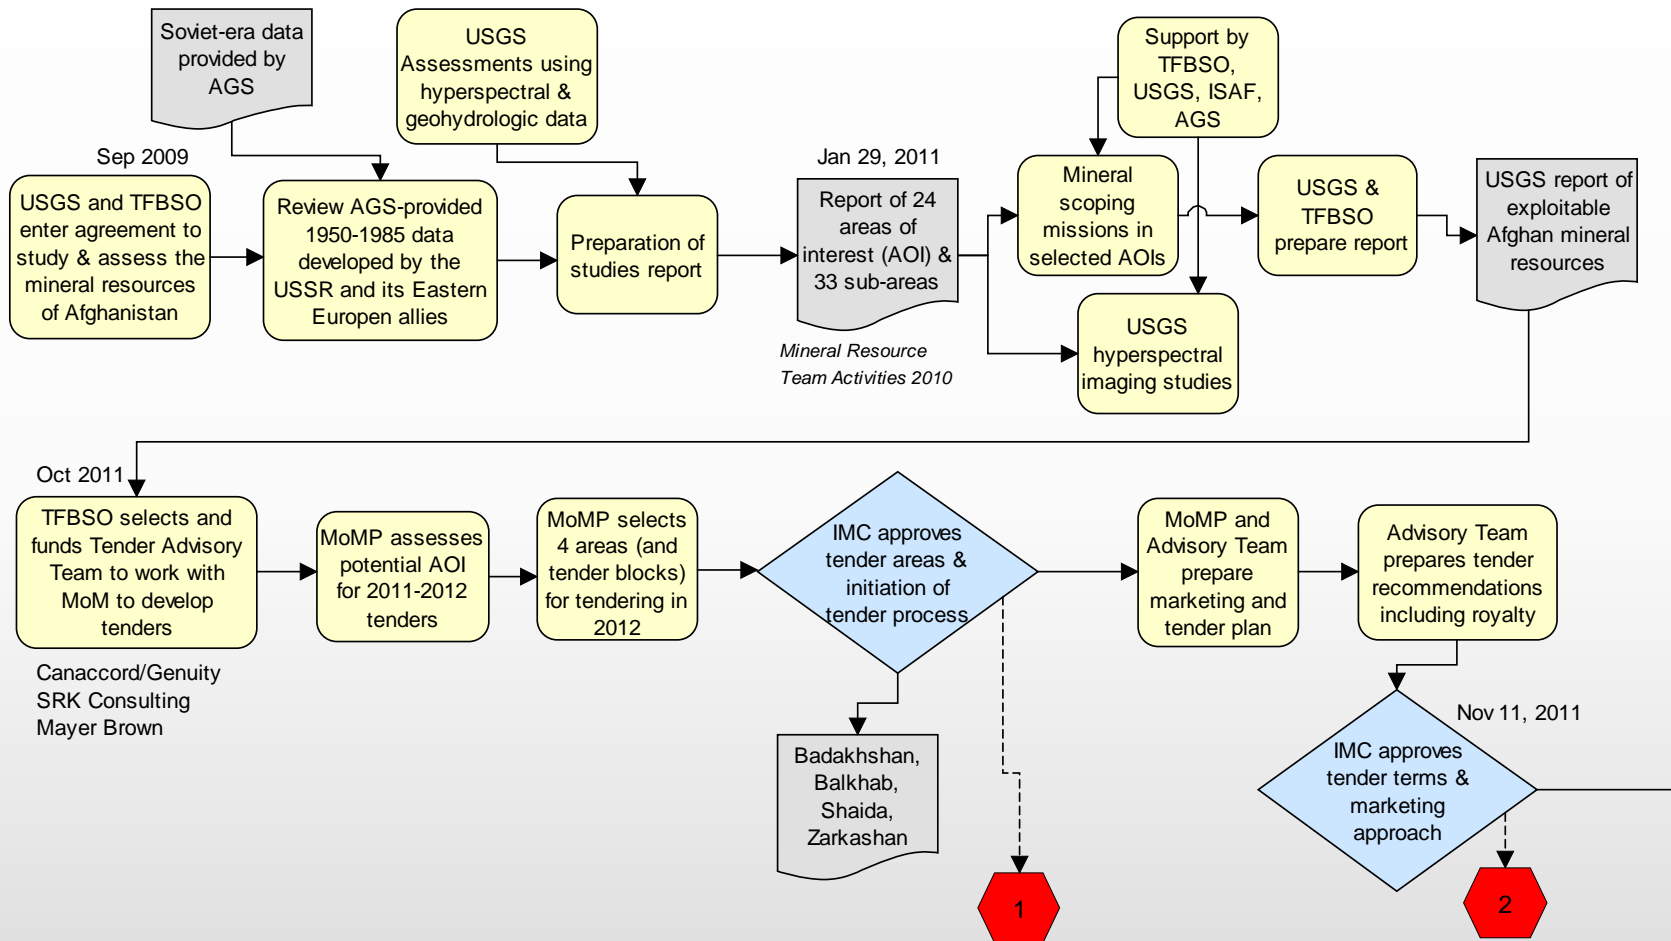 Soviet-era data
provided by
AGS
USGS
Assessments using
hyperspectral &
geohydrologic data
Support by
TFBSO,
USGS, ISAF,
AGS
Sep 2009
USGS and TFBSO
enter agreement to
study & assess the
mineral resources
of Afghanistan
Review AGS-provided
1950-1985 data
developed by the
USSR and its Eastern
Europen allies
Preparation of
studies report
Jan 29, 2011
Report of 24
areas of
interest (AOI) &
33 sub-areas
Mineral Resource
Team Activities 2010
Mineral
scoping
missions in
selected AOIs
USGS
hyperspectral
imaging studies
USGS &
TFBSO
prepare report
USGS report of
exploitable
Afghan mineral
resources
Oct 2011
TFBSO selects and
funds Tender Advisory
Team to work with
MoM to develop
tenders
Canaccord/Genuity
SRK Consulting
Mayer Brown
MoMP assesses
potential AOI
for 2011-2012
tenders
MoMP selects
4 areas (and
tender blocks)
for tendering in
2012
IMC approves
tender areas &
initiation of
tender process
Badakhshan,
Balkhab,
Shaida,
Zarkashan
1
MoMP and
Advisory Team
prepare
marketing and
tender plan
Advisory Team
prepares tender
recommendations
including royalty
Nov 11, 2011
IMC approves
tender terms &
marketing
approach
2